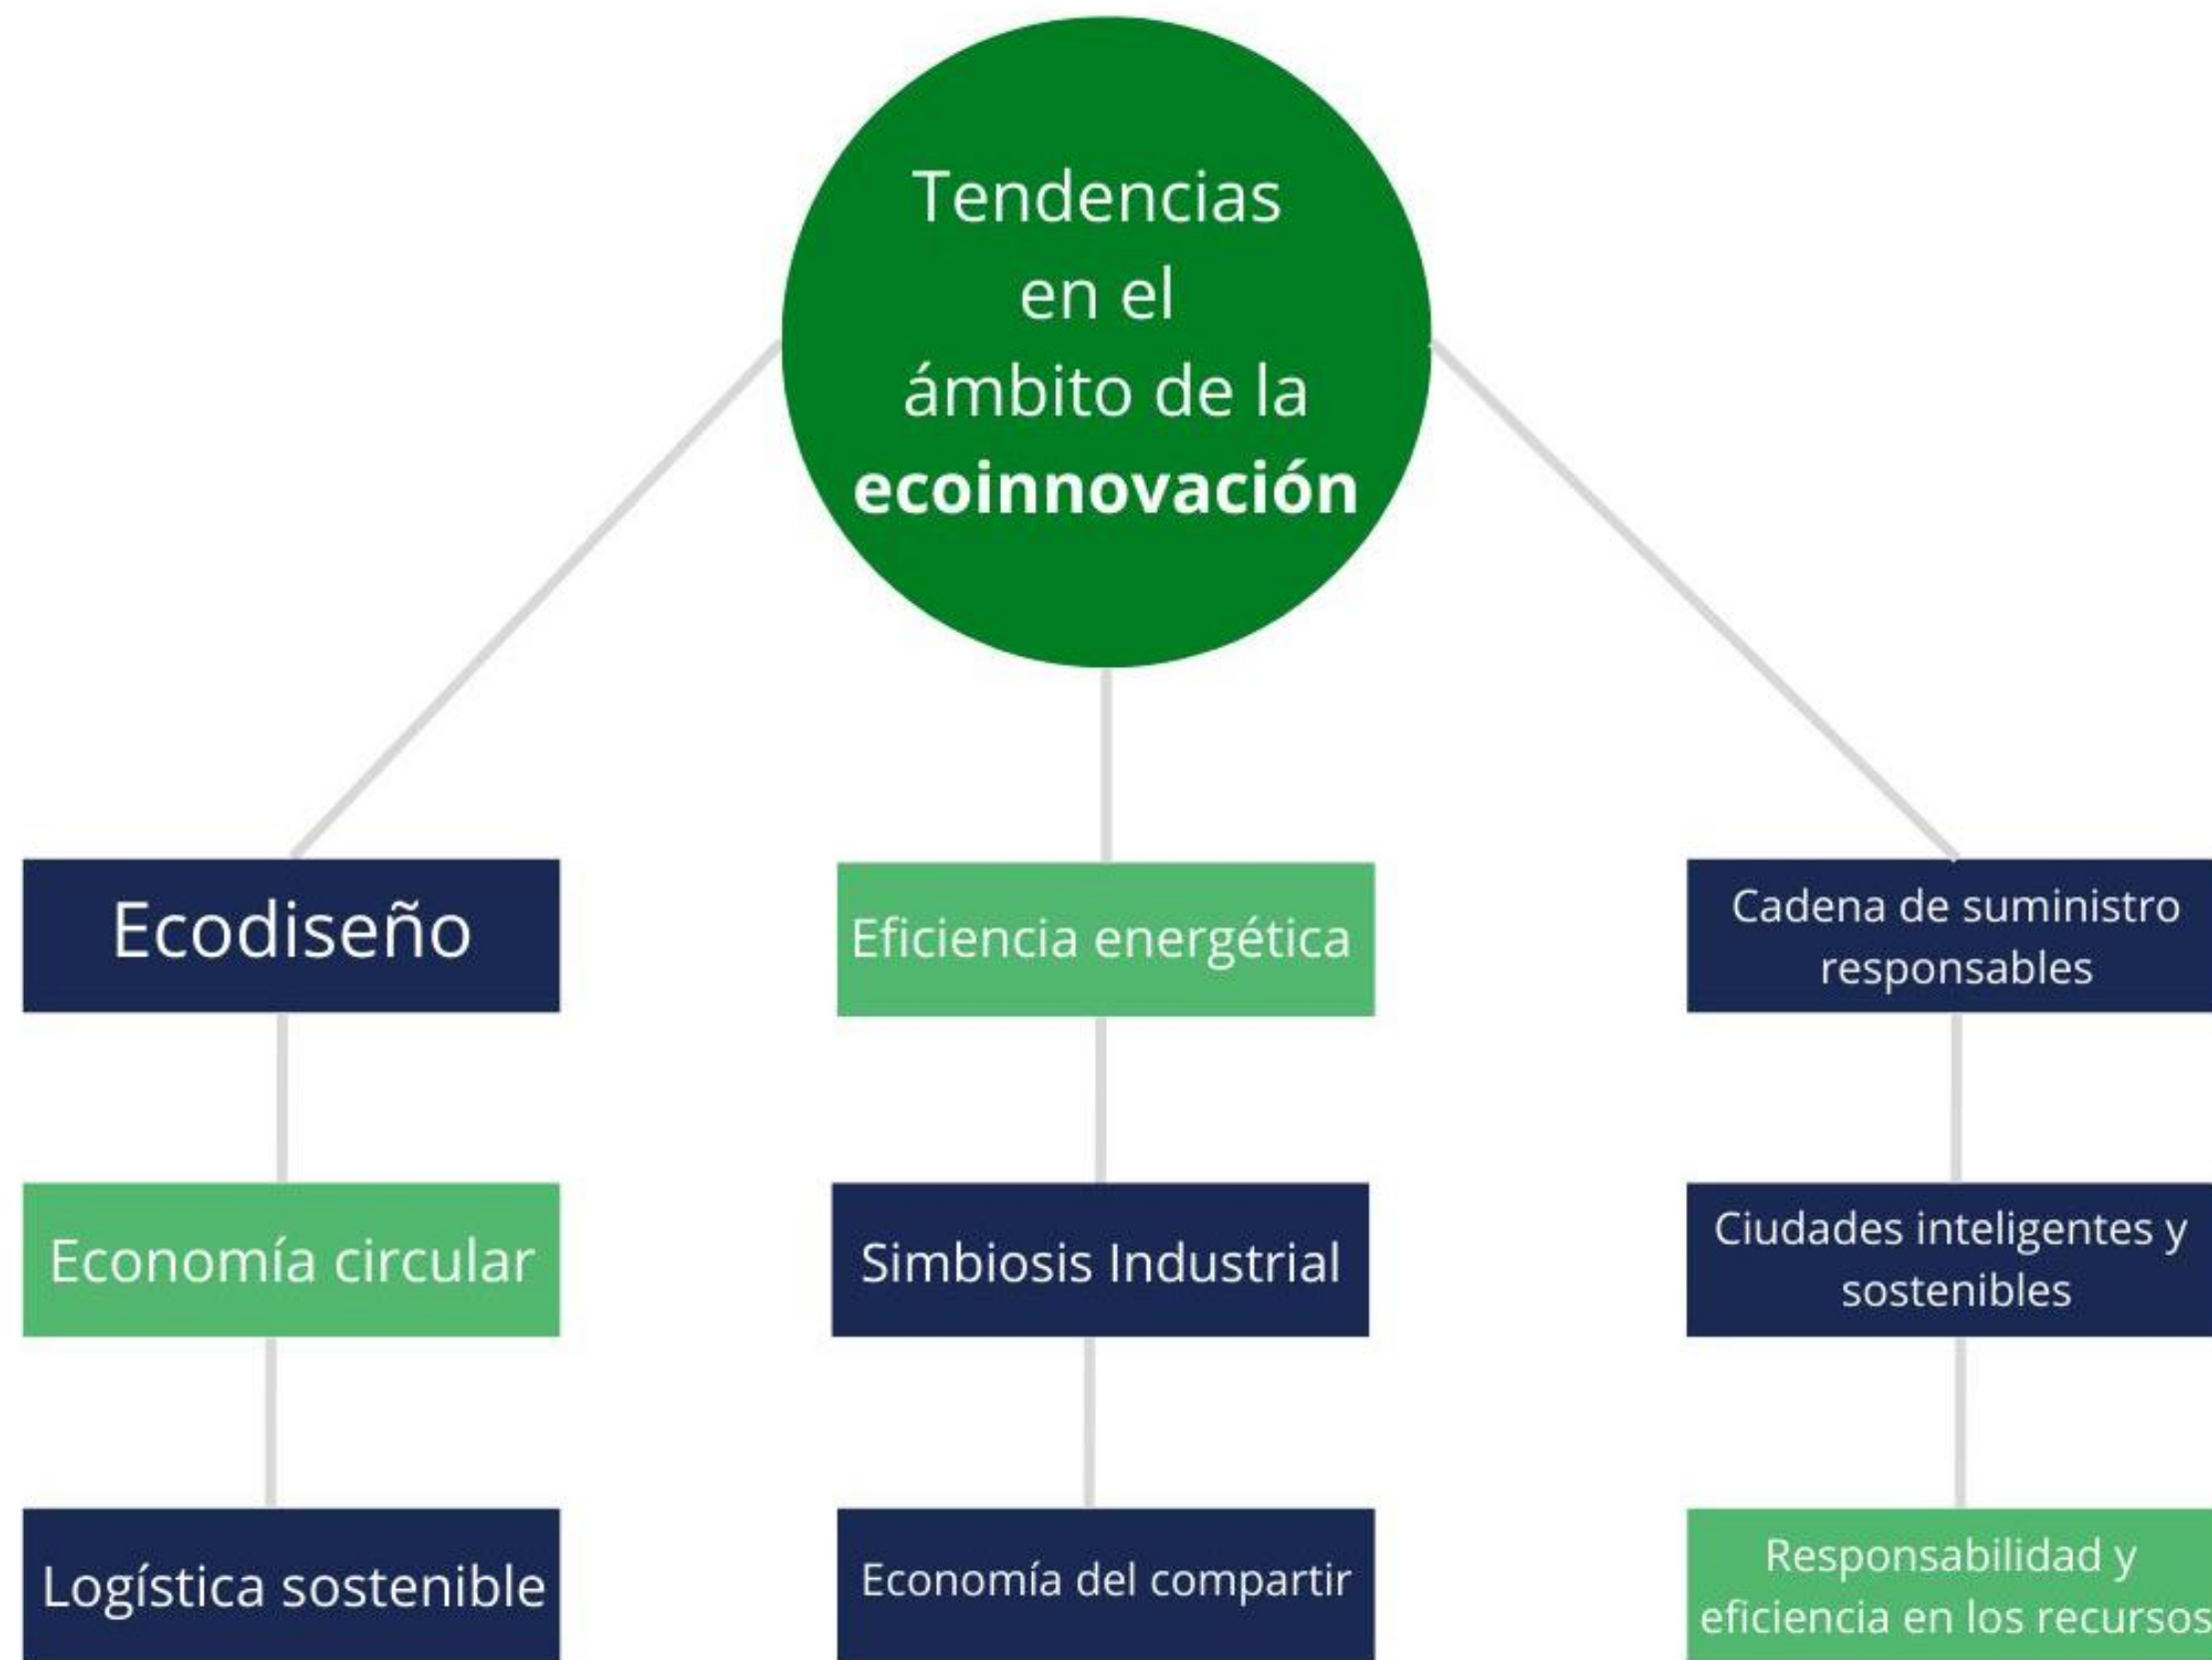 Tendencias
en el
ámbito de la
ecoinnovación
Ecodiseño
Eficiencia energética
Cadena de suministro
responsables
Economía circular
Simbiosis Industrial
Ciudades inteligentes y
sostenibles
Logística sostenible
Economía del compartir
Responsabilidad y
eficiencia en los recursos